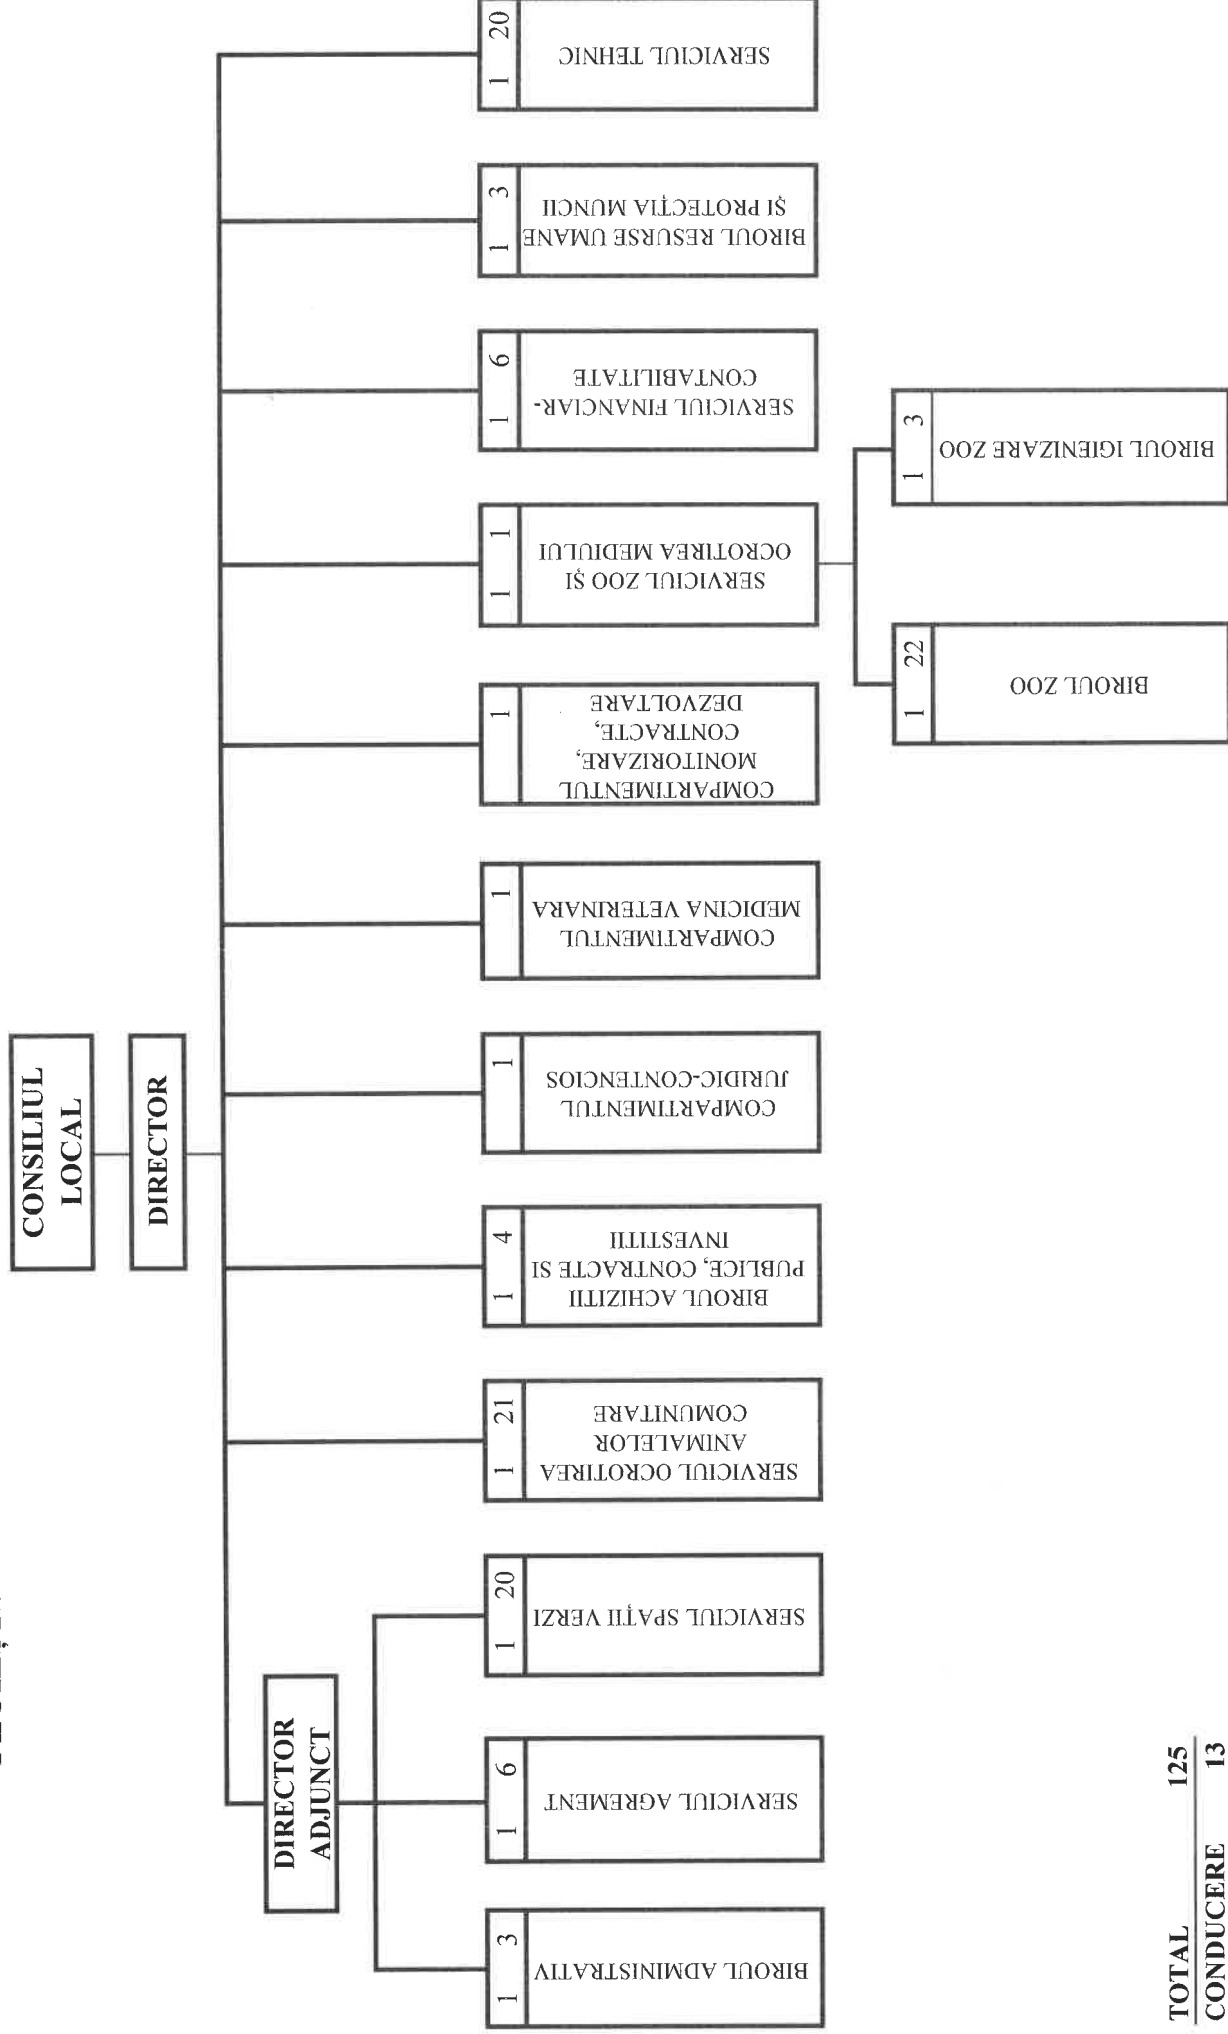 CONSILIUL
LOCAL
DIRECTOR
DIRECTOR
ADJUNCT
1 3
BIROUL ADMINISTRATIV
1 6
SERVICIUL AGREMENT
1 20
SERVICIUL SPAȚII VERZI
1 21
SERVICIUL OCROTIREA
ANIMALELOR
COMUNITARE
1 4
BIROUL ACHIZITII
PUBLICE, CONTRACTE SI
INVESTITII
1
COMPARTIMENTUL
JURIDIC-CONTENCIOS
1
COMPARTIMENTUL
MEDICINA VETERINARA
1
COMPARTIMENTUL
MONITORIZARE,
CONTRACTE,
DEZVOLTARE
1 1
SERVICIUL ZOO ȘI
OCROTIREA MEDIULUI
1 6
SERVICIUL FINANCIAR-
CONTABILITATE
1 3
BIROUL RESURSE UMANE
ȘI PROTECȚIA MUNCII
1 20
SERVICIUL TEHNIC
1 22
BIROUL ZOO
1 3
BIROUL IGIENIZARE ZOO
TOTAL 125
CONDUCERE 13